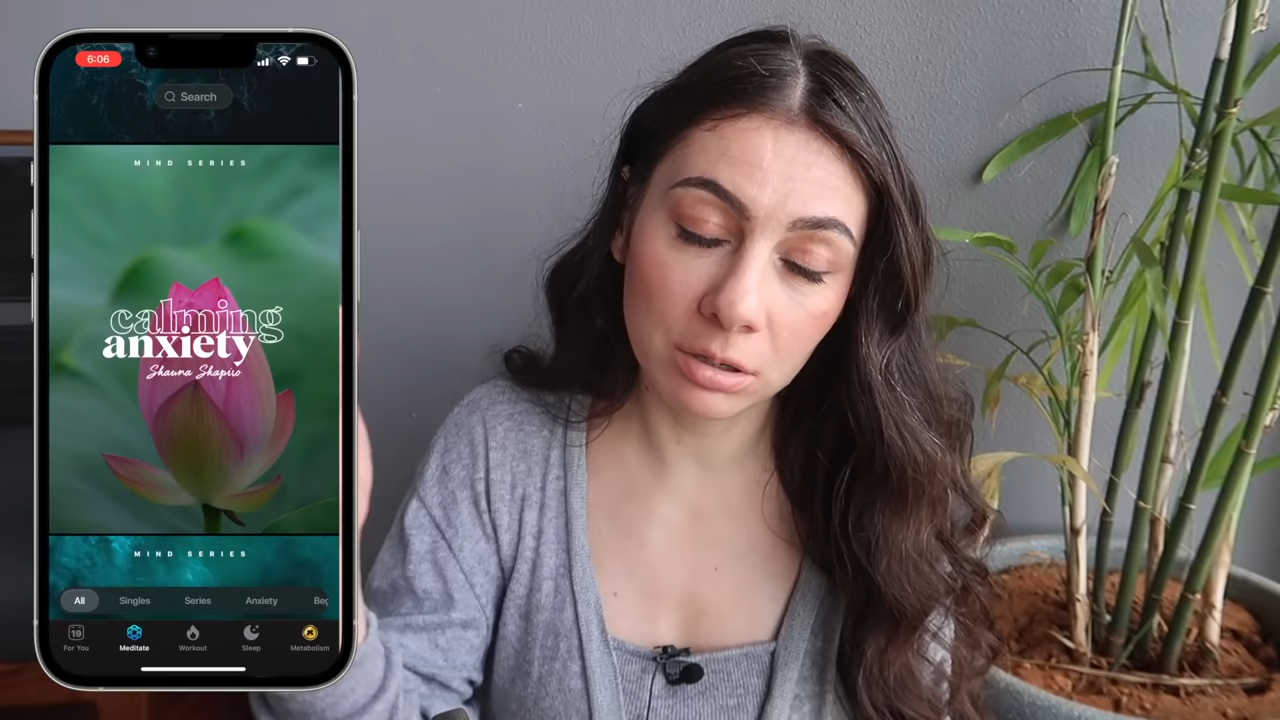 6:06
Search
MIND SERIES
calming
anxiety
Shauna Shapiro
MIND SERIES
All
Singles
Series
Anxiety
Beg
19
For You
Meditate
Workout
Sleep
Metabolism